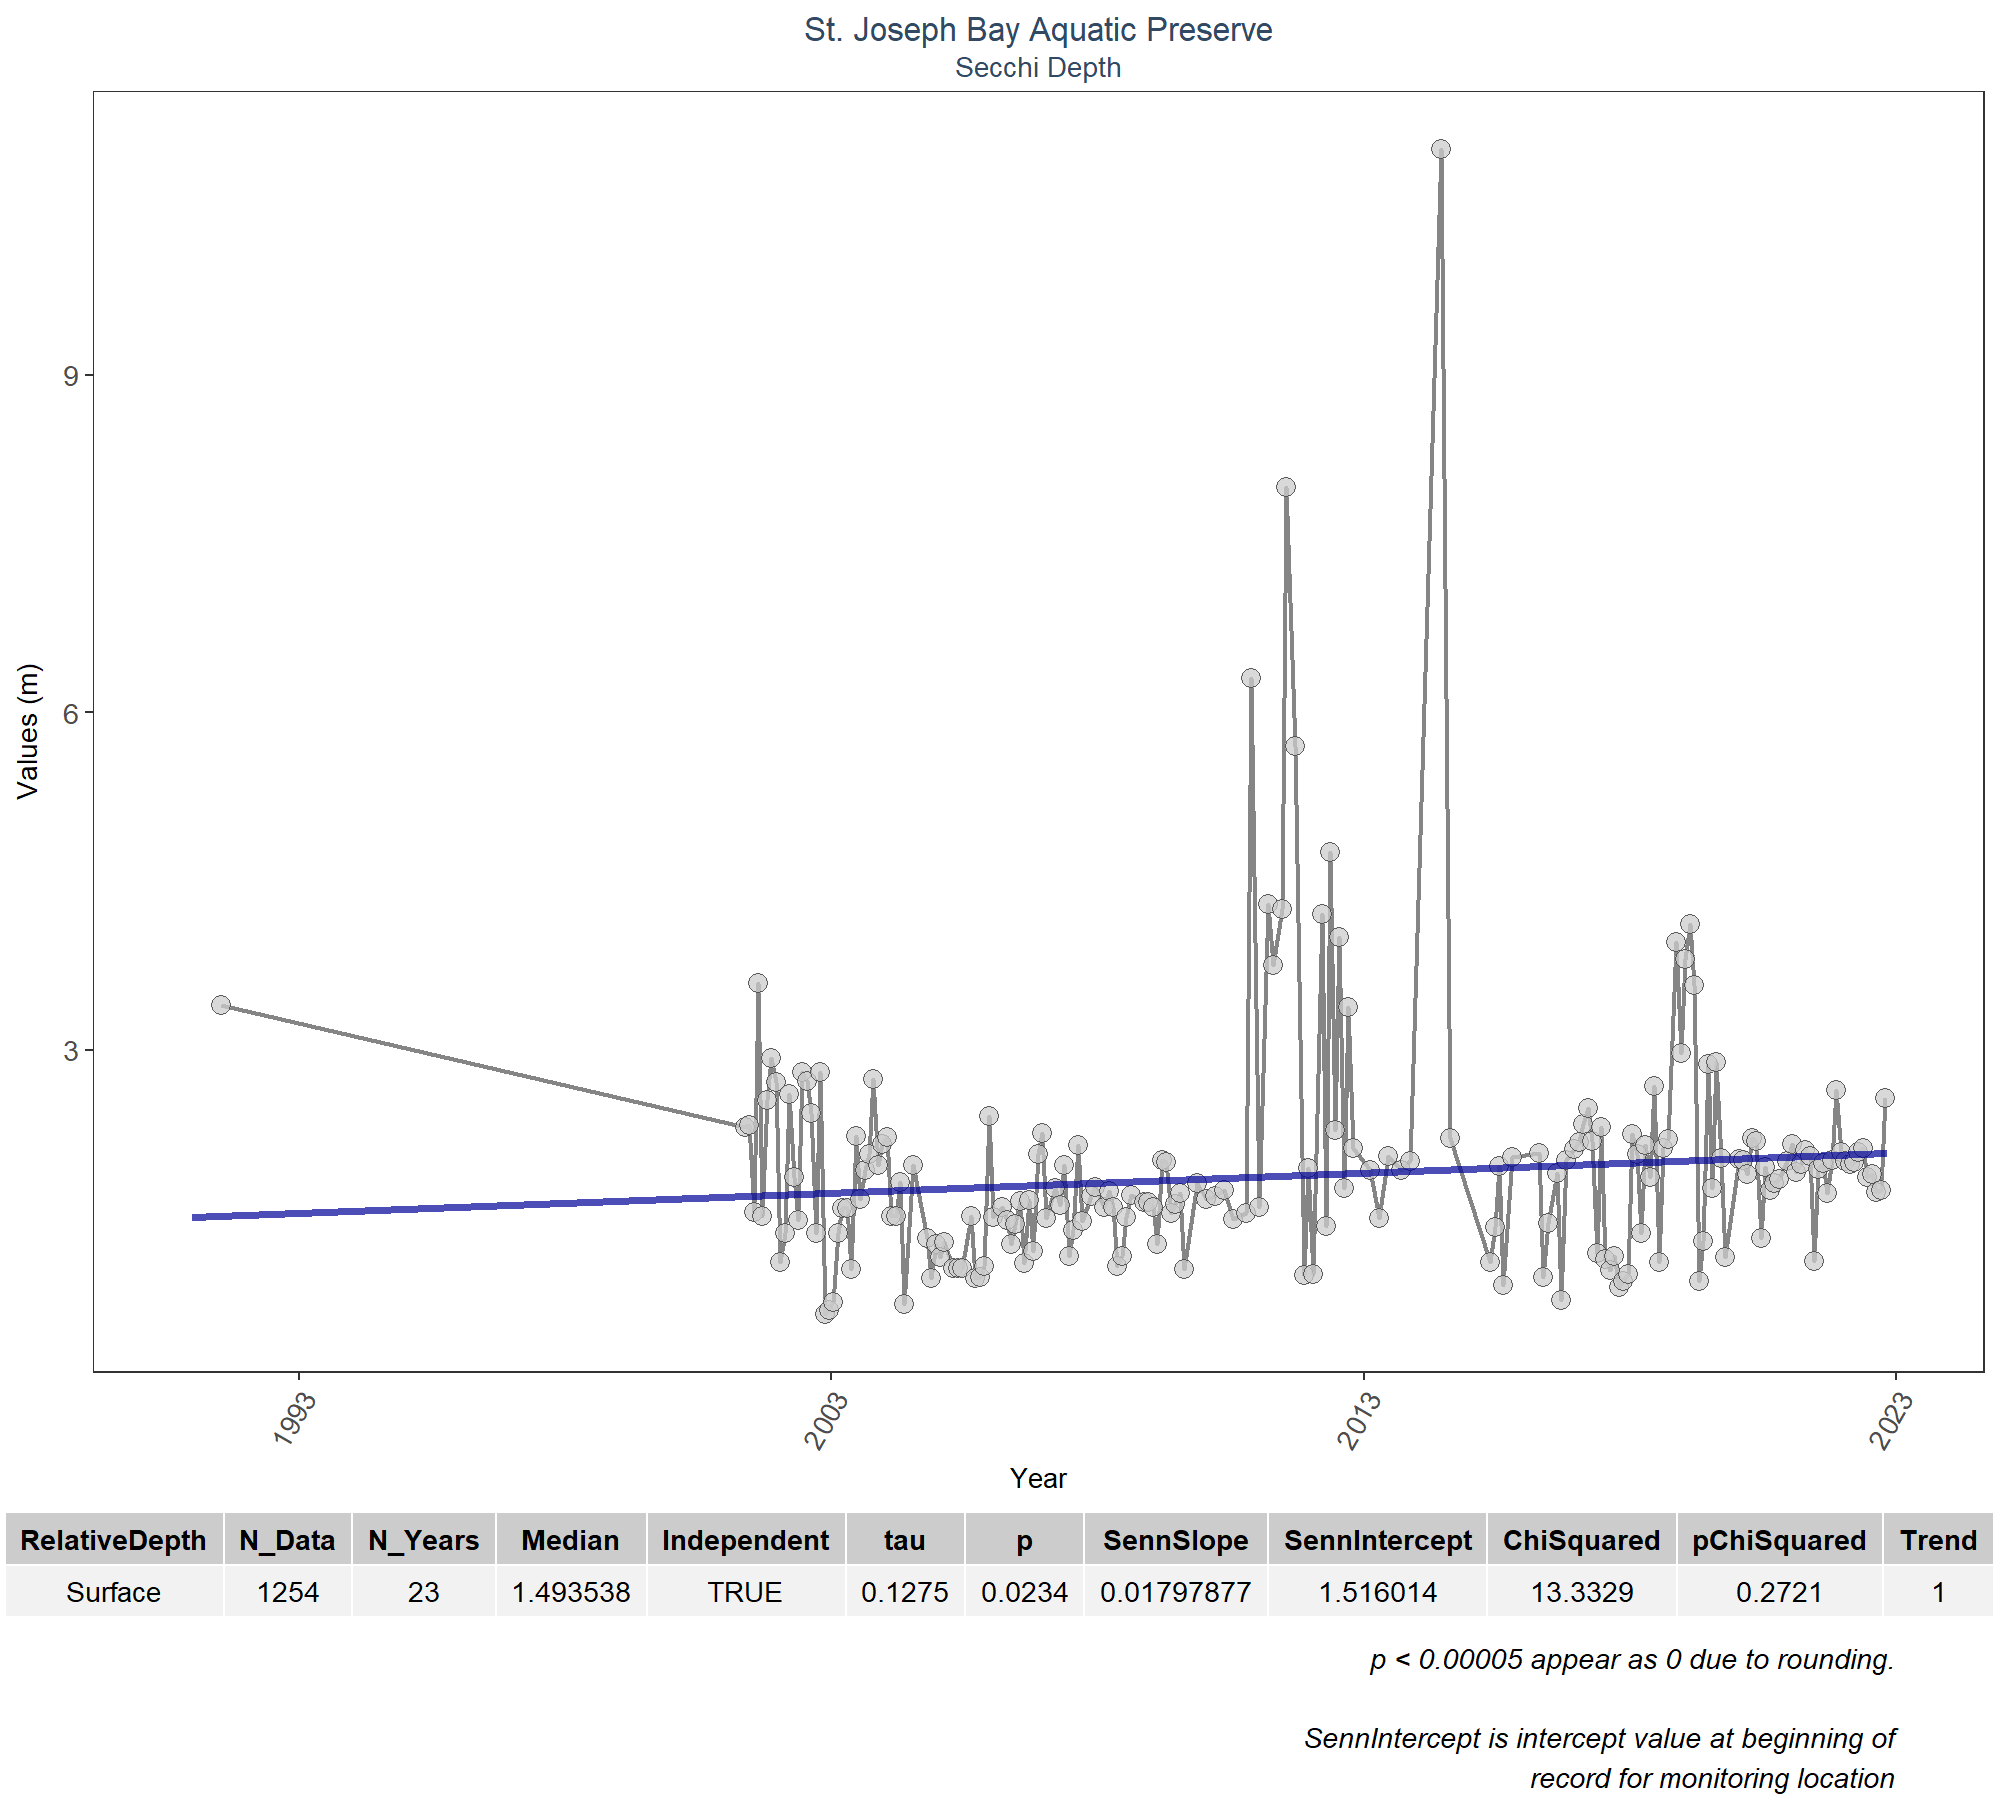 St. Joseph Bay Aquatic Preserve
Secchi Depth
Values (m)
9
6
3
1993
2003
2013
2023
Year
RelativeDepth N_Data N_Years Median Independent tau p SennSlope SennIntercept ChiSquared pChiSquared Trend
Surface 1254 23 1.493538 TRUE 0.1275 0.0234 0.01797877 1.516014 13.3329 0.2721 1
p < 0.00005 appear as 0 due to rounding.
SennIntercept is intercept value at beginning of
record for monitoring location